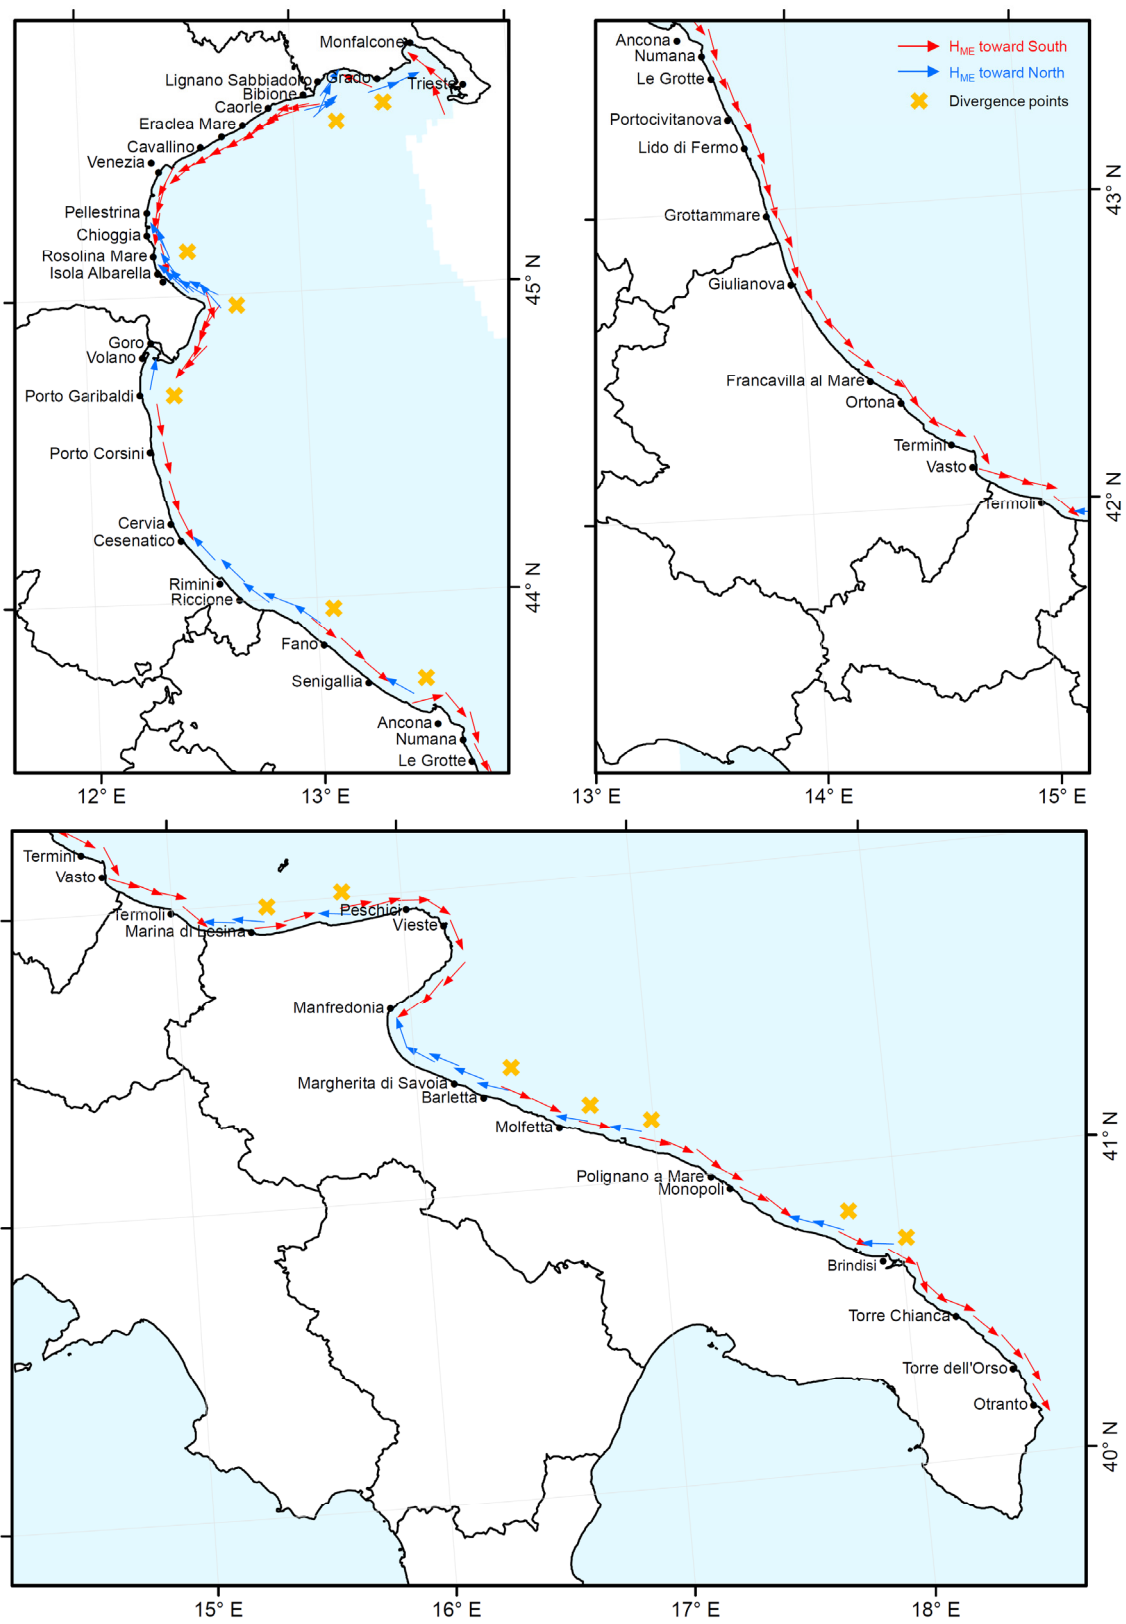 Monfalcone
Lignano Sabbiadoro
Grado
Trieste
Bibione
Caorle
Eraclea Mare
Cavallino
Venezia
Pellestrina
Chioggia
Rosolina Mare
Isola Albarella
Goro
Volano
Porto Garibaldi
Porto Corsini
Cervia
Cesenatico
Rimini
Riccione
Fano
Senigallia
Ancona
Numana
Le Grotte
45° N
44° N
12° E
13° E
Ancona
Numana
Le Grotte
Portocivitanova
Lido di Fermo
Grottammare
Giulianova
Francavilla al Mare
Ortona
Termini
Vasto
Termoli
HME toward South
HME toward North
Divergence points
43° N
42° N
13° E
14° E
15° E
Termini
Vasto
Termoli
Marina di Lesina
Peschici
Vieste
Manfredonia
Margherita di Savoia
Barletta
Molfetta
Polignano a Mare
Monopoli
Brindisi
Torre Chianca
Torre dell'Orso
Otranto
41° N
40° N
15° E
16° E
17° E
18° E